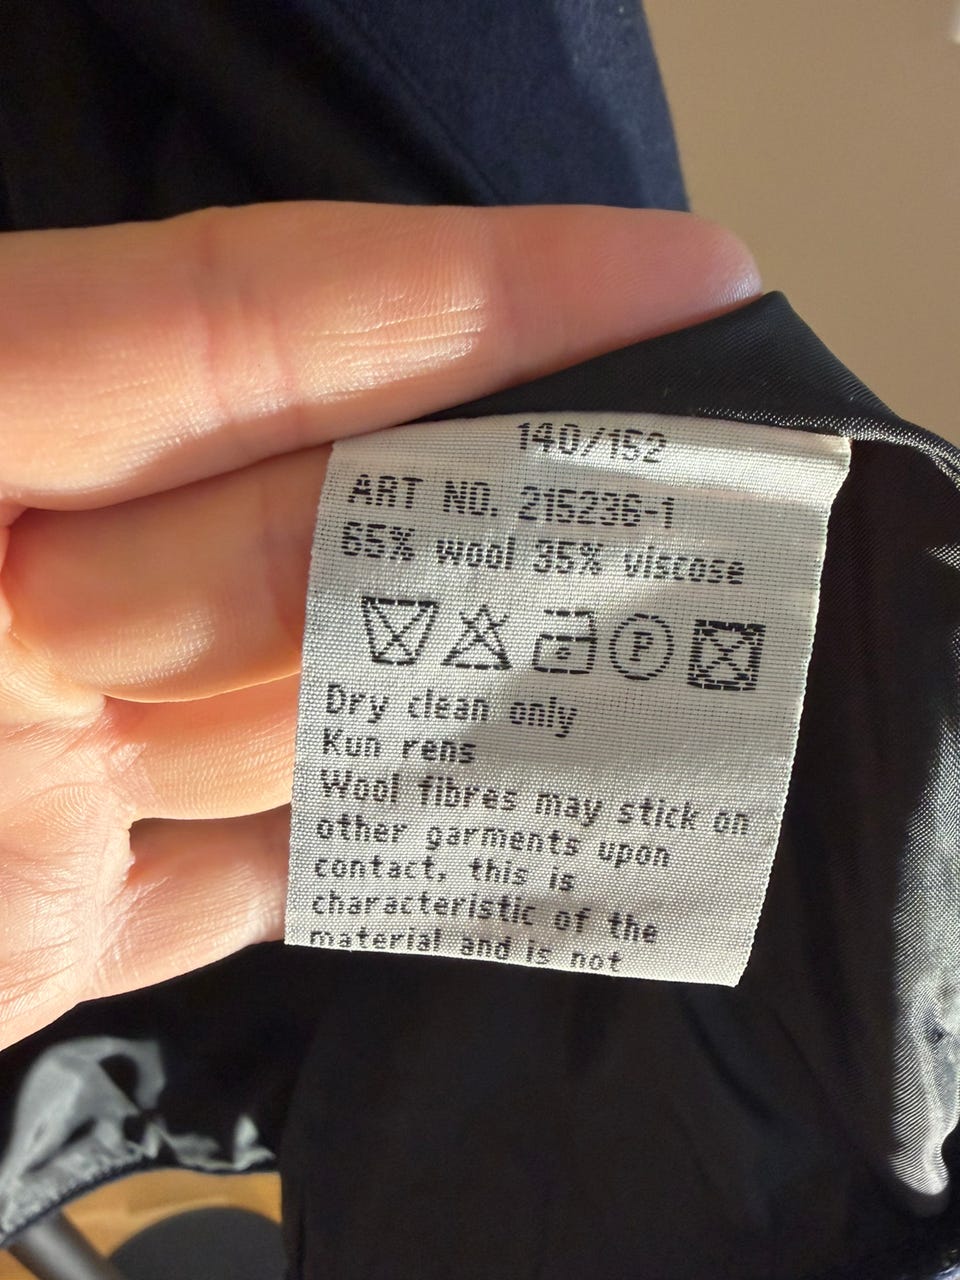 140/152
ART NO. 215236-1
65% wool 35% viscose
P
Dry clean only
Kun rens
Wool fibres may stick on
other garments upon
contact. this is
characteristic of the
material and is not